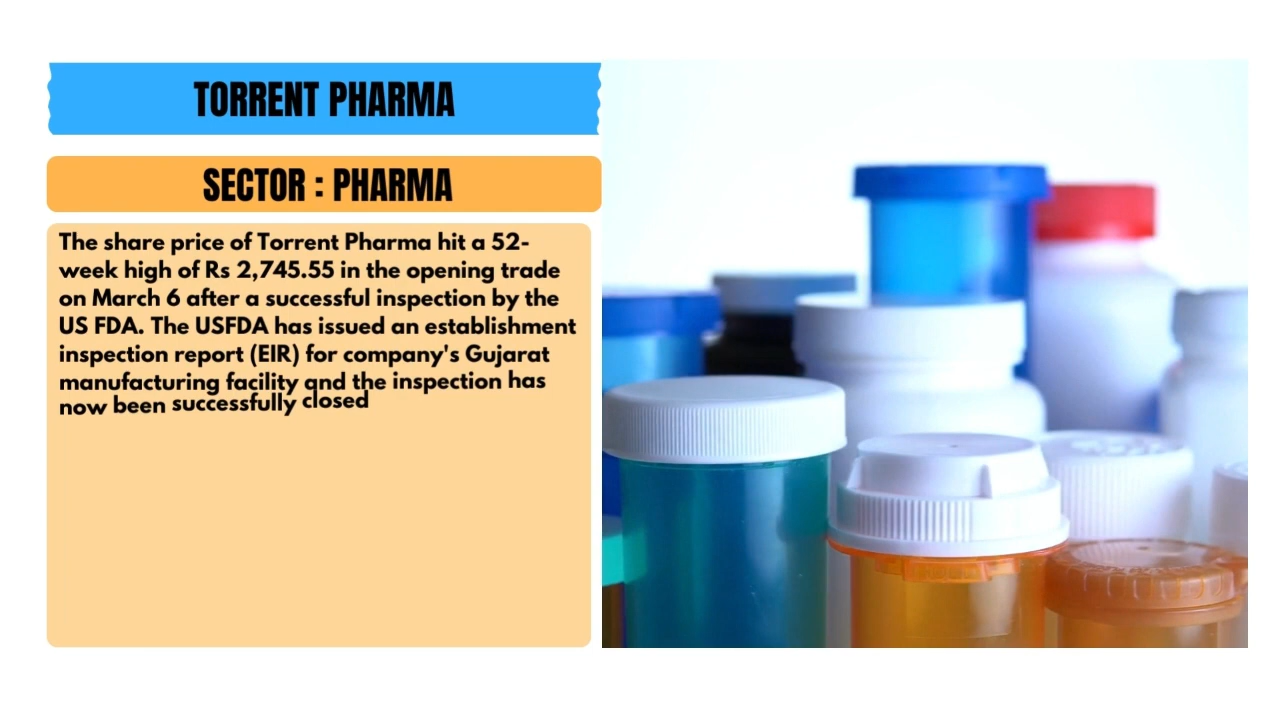 TORRENT PHARMA
SECTOR : PHARMA
The share price of Torrent Pharma hit a 52-
week high of Rs 2,745.55 in the opening trade
on March 6 after a successful inspection by the
US FDA. The USFDA has issued an establishment
inspection report (EIR) for company's Gujarat
manufacturing facility and the inspection has
now been successfully closed